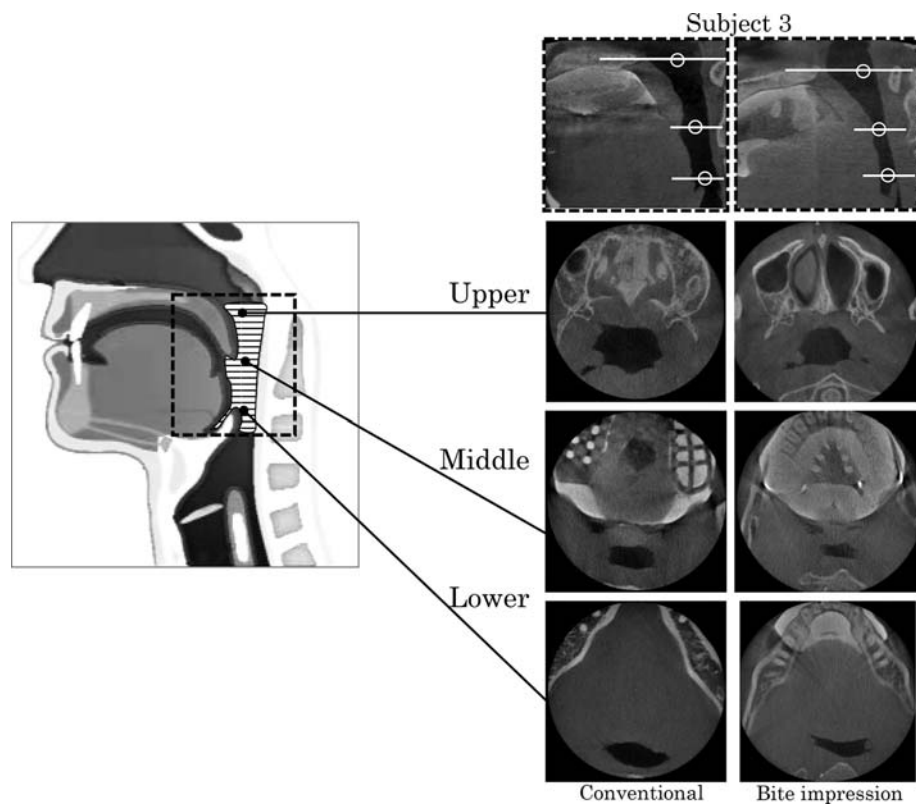 Subject 3
Upper
Middle
Lower
Conventional
Bite impression